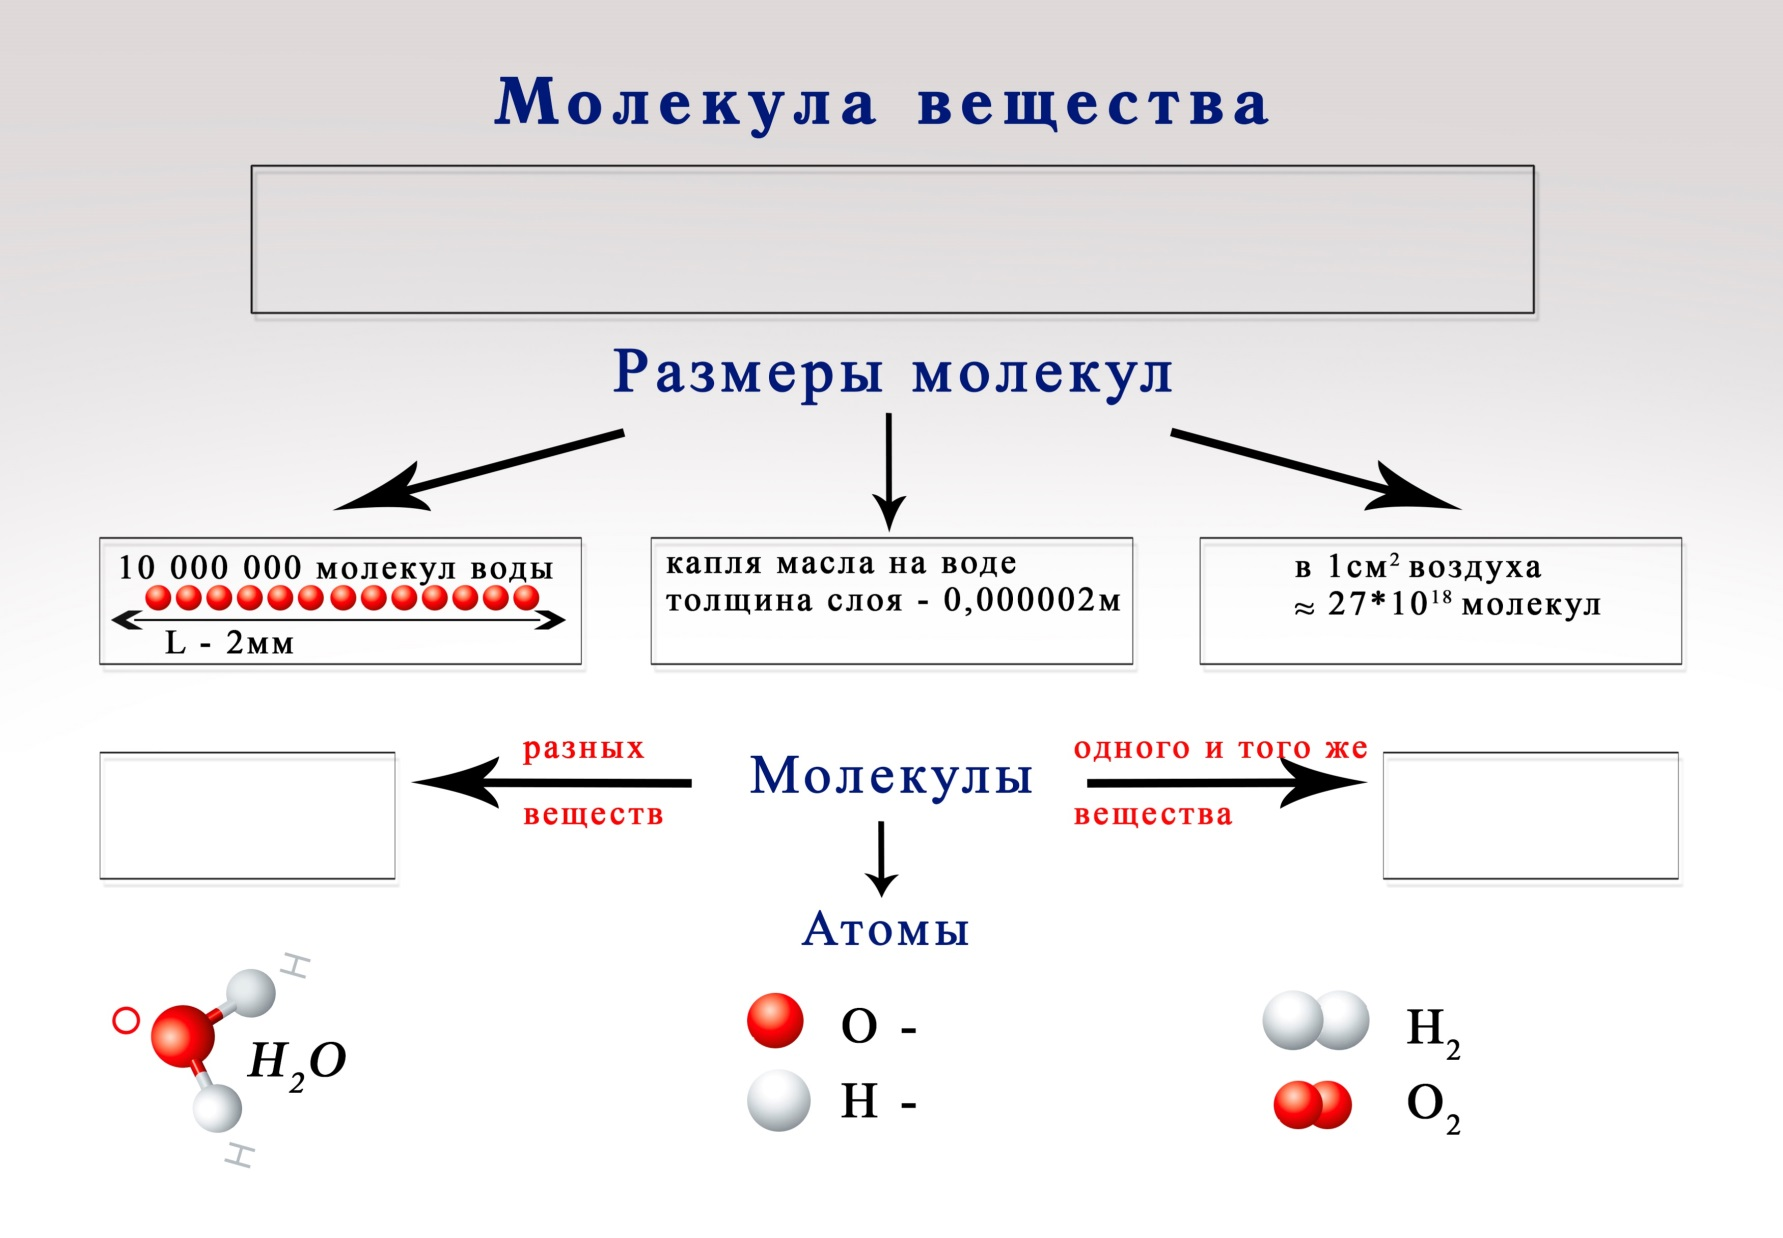 Молекула вещества
Размеры молекул
10 000 000 молекул воды
L - 2мм
капля масла на воде
толщина слоя - 0,000002м
в 1см² воздуха
≈ 27*10¹⁸ молекул
разных
веществ
Молекулы
одного и того же
вещества
Атомы
H
O
H₂O
H
O -
H -
H₂
O₂